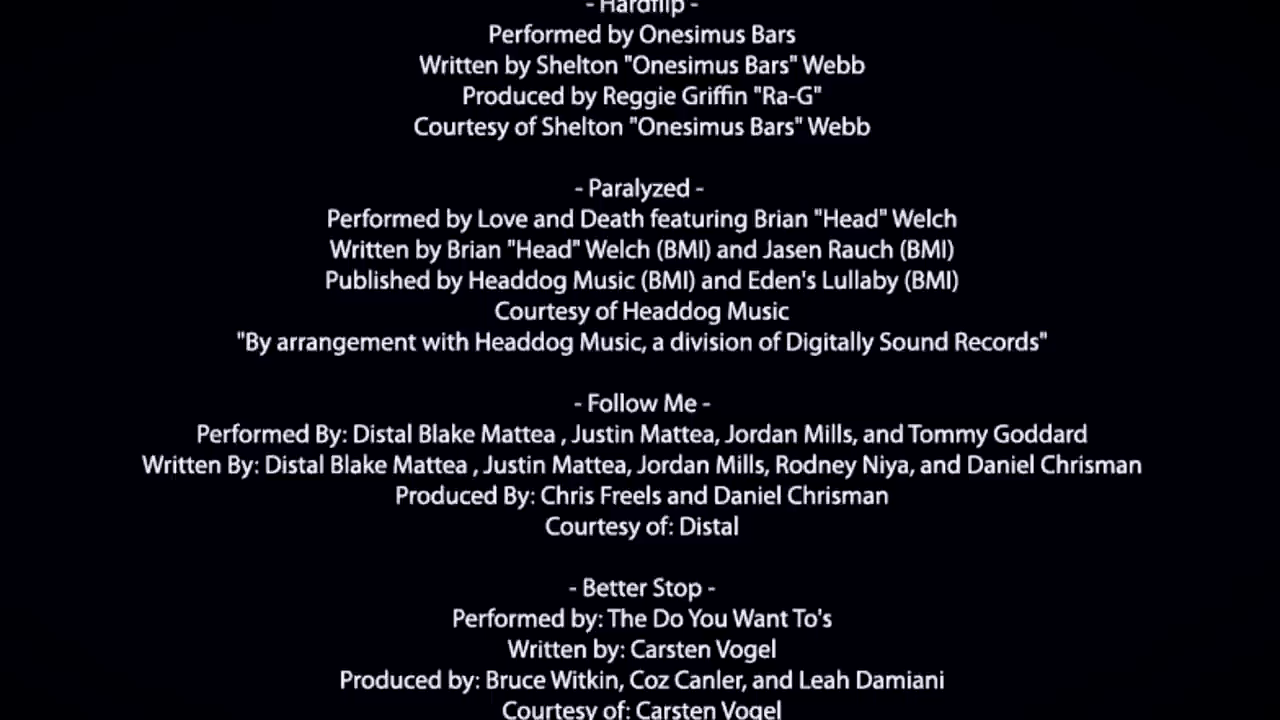 - Hardflip -
Performed by Onesimus Bars
Written by Shelton "Onesimus Bars" Webb
Produced by Reggie Griffin "Ra-G"
Courtesy of Shelton "Onesimus Bars" Webb
- Paralyzed -
Performed by Love and Death featuring Brian "Head" Welch
Written by Brian "Head" Welch (BMI) and Jasen Rauch (BMI)
Published by Headdog Music (BMI) and Eden's Lullaby (BMI)
Courtesy of Headdog Music
"By arrangement with Headdog Music, a division of Digitally Sound Records"
- Follow Me -
Performed By: Distal Blake Mattea , Justin Mattea, Jordan Mills, and Tommy Goddard
Written By: Distal Blake Mattea , Justin Mattea, Jordan Mills, Rodney Niya, and Daniel Chrisman
Produced By: Chris Freels and Daniel Chrisman
Courtesy of: Distal
- Better Stop -
Performed by: The Do You Want To's
Written by: Carsten Vogel
Produced by: Bruce Witkin, Coz Canler, and Leah Damiani
Courtesy of: Carsten Vogel